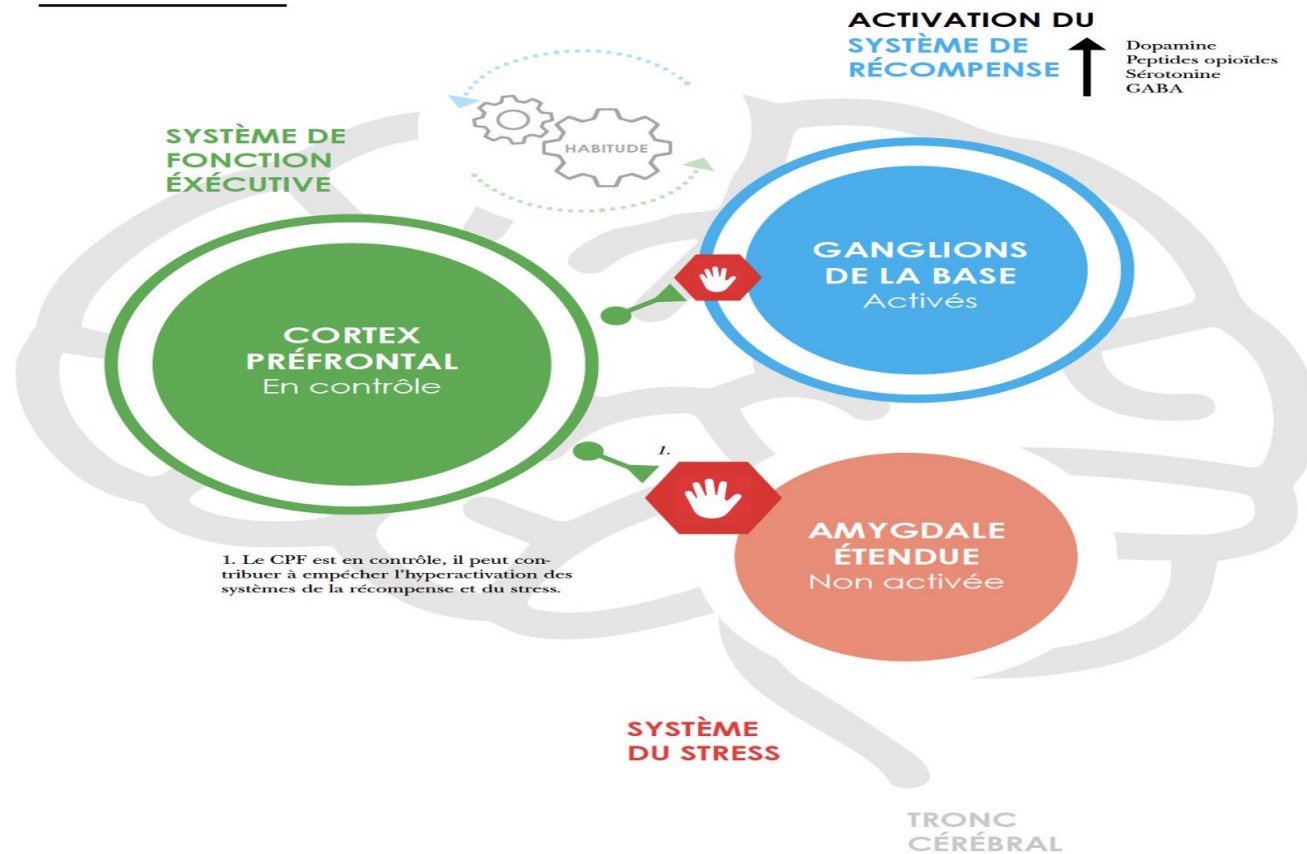 ACTIVATION DU
SYSTÈME DE
RÉCOMPENSE
Dopamine
Peptides opioïdes
Sérotonine
GABA
SYSTÈME DE
FONCTION
ÉXÉCUTIVE
HABITUDE
GANGLIONS
DE LA BASE
Activés
CORTEX
PRÉFRONTAL
En contrôle
1.
AMYGDALE
ÉTENDUE
Non activée
1. Le CPF est en contrôle, il peut con-
tribuer à empécher l'hyperactivation des
systèmes de la récompense et du stress.
SYSTÈME
DU STRESS
TRONC
CÉRÉBRAL